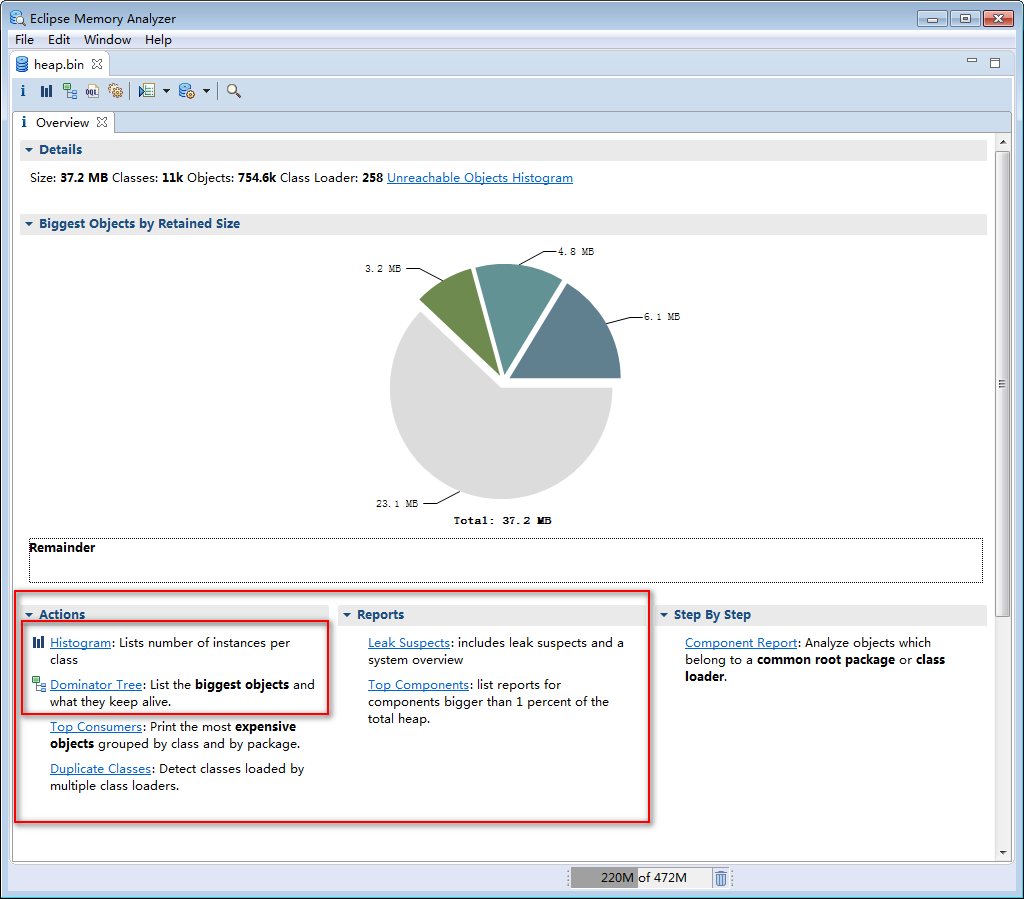 Eclipse Memory Analyzer
File Edit Window Help
heap.bin
i OQL
i Overview
Details
Size: 37.2 MB Classes: 11k Objects: 754.6k Class Loader: 258 Unreachable Objects Histogram
Biggest Objects by Retained Size
4.8 MB
3.2 MB
6.1 MB
23.1 MB
Total: 37.2 MB
Remainder
Actions
Histogram: Lists number of instances per
class
Dominator Tree: List the biggest objects and
what they keep alive.
Top Consumers: Print the most expensive
objects grouped by class and by package.
Duplicate Classes: Detect classes loaded by
multiple class loaders.
Reports
Leak Suspects: includes leak suspects and a
system overview
Top Components: list reports for
components bigger than 1 percent of the
total heap.
Step By Step
Component Report: Analyze objects which
belong to a common root package or class
loader.
220M of 472M